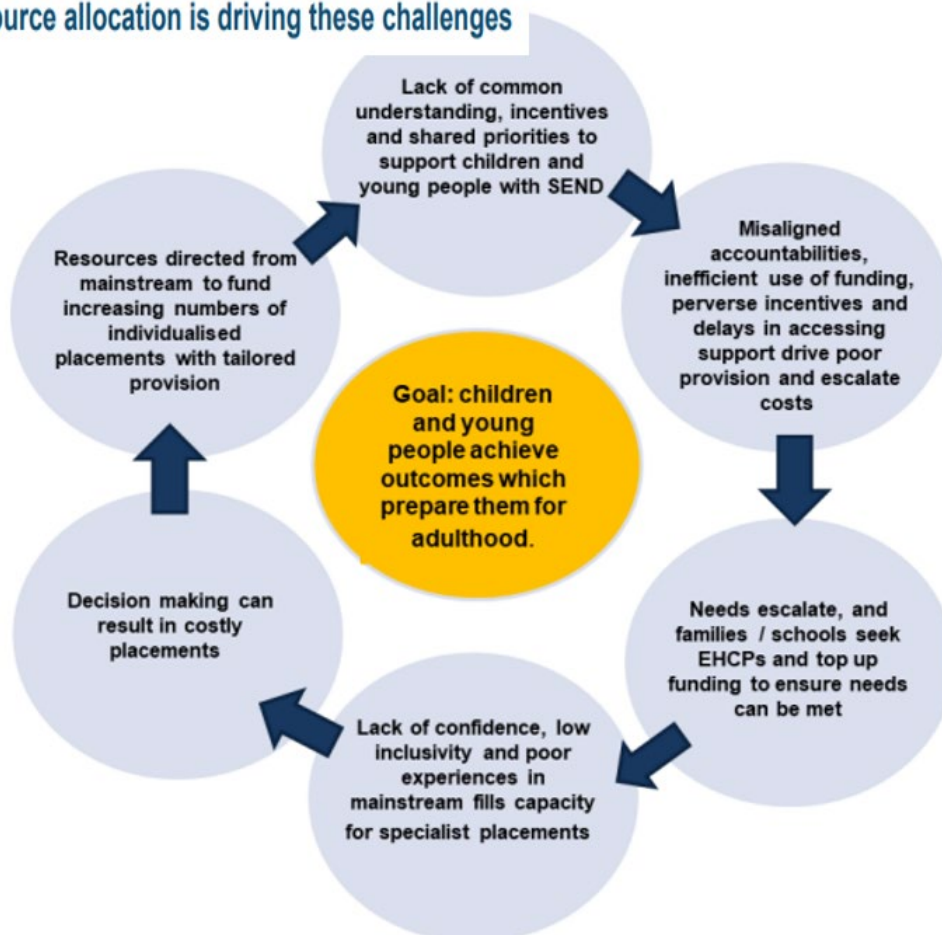 ource allocation is driving these challenges
Lack of common
understanding, incentives
and shared priorities to
support children and
young people with SEND
Misaligned
accountabilities,
inefficient use of funding,
perverse incentives and
delays in accessing
support drive poor
provision and escalate
costs
Needs escalate, and
families / schools seek
EHCPs and top up
funding to ensure needs
can be met
Lack of confidence, low
inclusivity and poor
experiences in
mainstream fills capacity
for specialist placements
Decision making can
result in costly
placements
Resources directed from
mainstream to fund
increasing numbers of
individualised
placements with tailored
provision
Goal: children
and young
people achieve
outcomes which
prepare them for
adulthood.